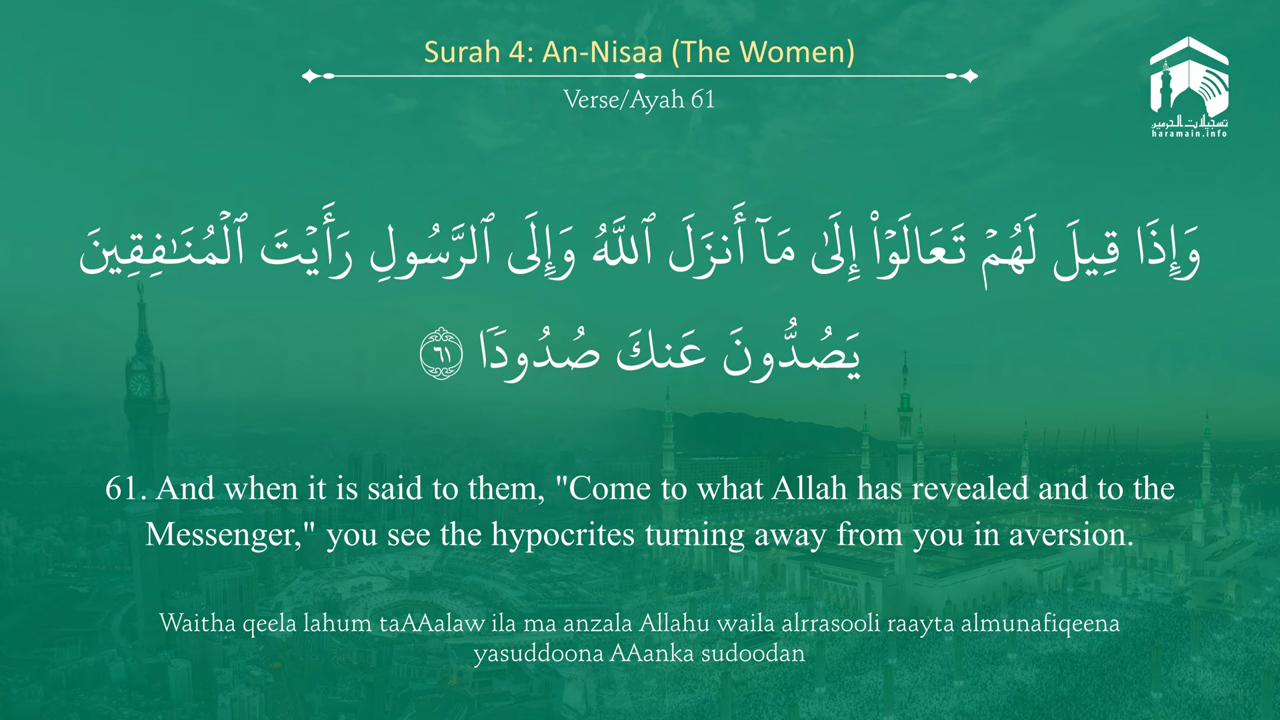 Surah 4: An-Nisaa (The Women)
Verse/Ayah 61
تسجيلات الحرمين
haramain.info
وَإِذَا قِيلَ لَهُمۡ تَعَالَوۡاْ إِلَىٰ مَآ أَنزَلَ ٱللَّهُ وَإِلَى ٱلرَّسُولِ رَأَيۡتَ ٱلۡمُنَٰفِقِينَ
يَصُدُّونَ عَنكَ صُدُودٗا ٦١
61. And when it is said to them, "Come to what Allah has revealed and to the
Messenger," you see the hypocrites turning away from you in aversion.
Waitha qeela lahum taAAalaw ila ma anzala Allahu waila alrrasooli raayta almunafiqeena
yasuddoona AAanka sudoodan